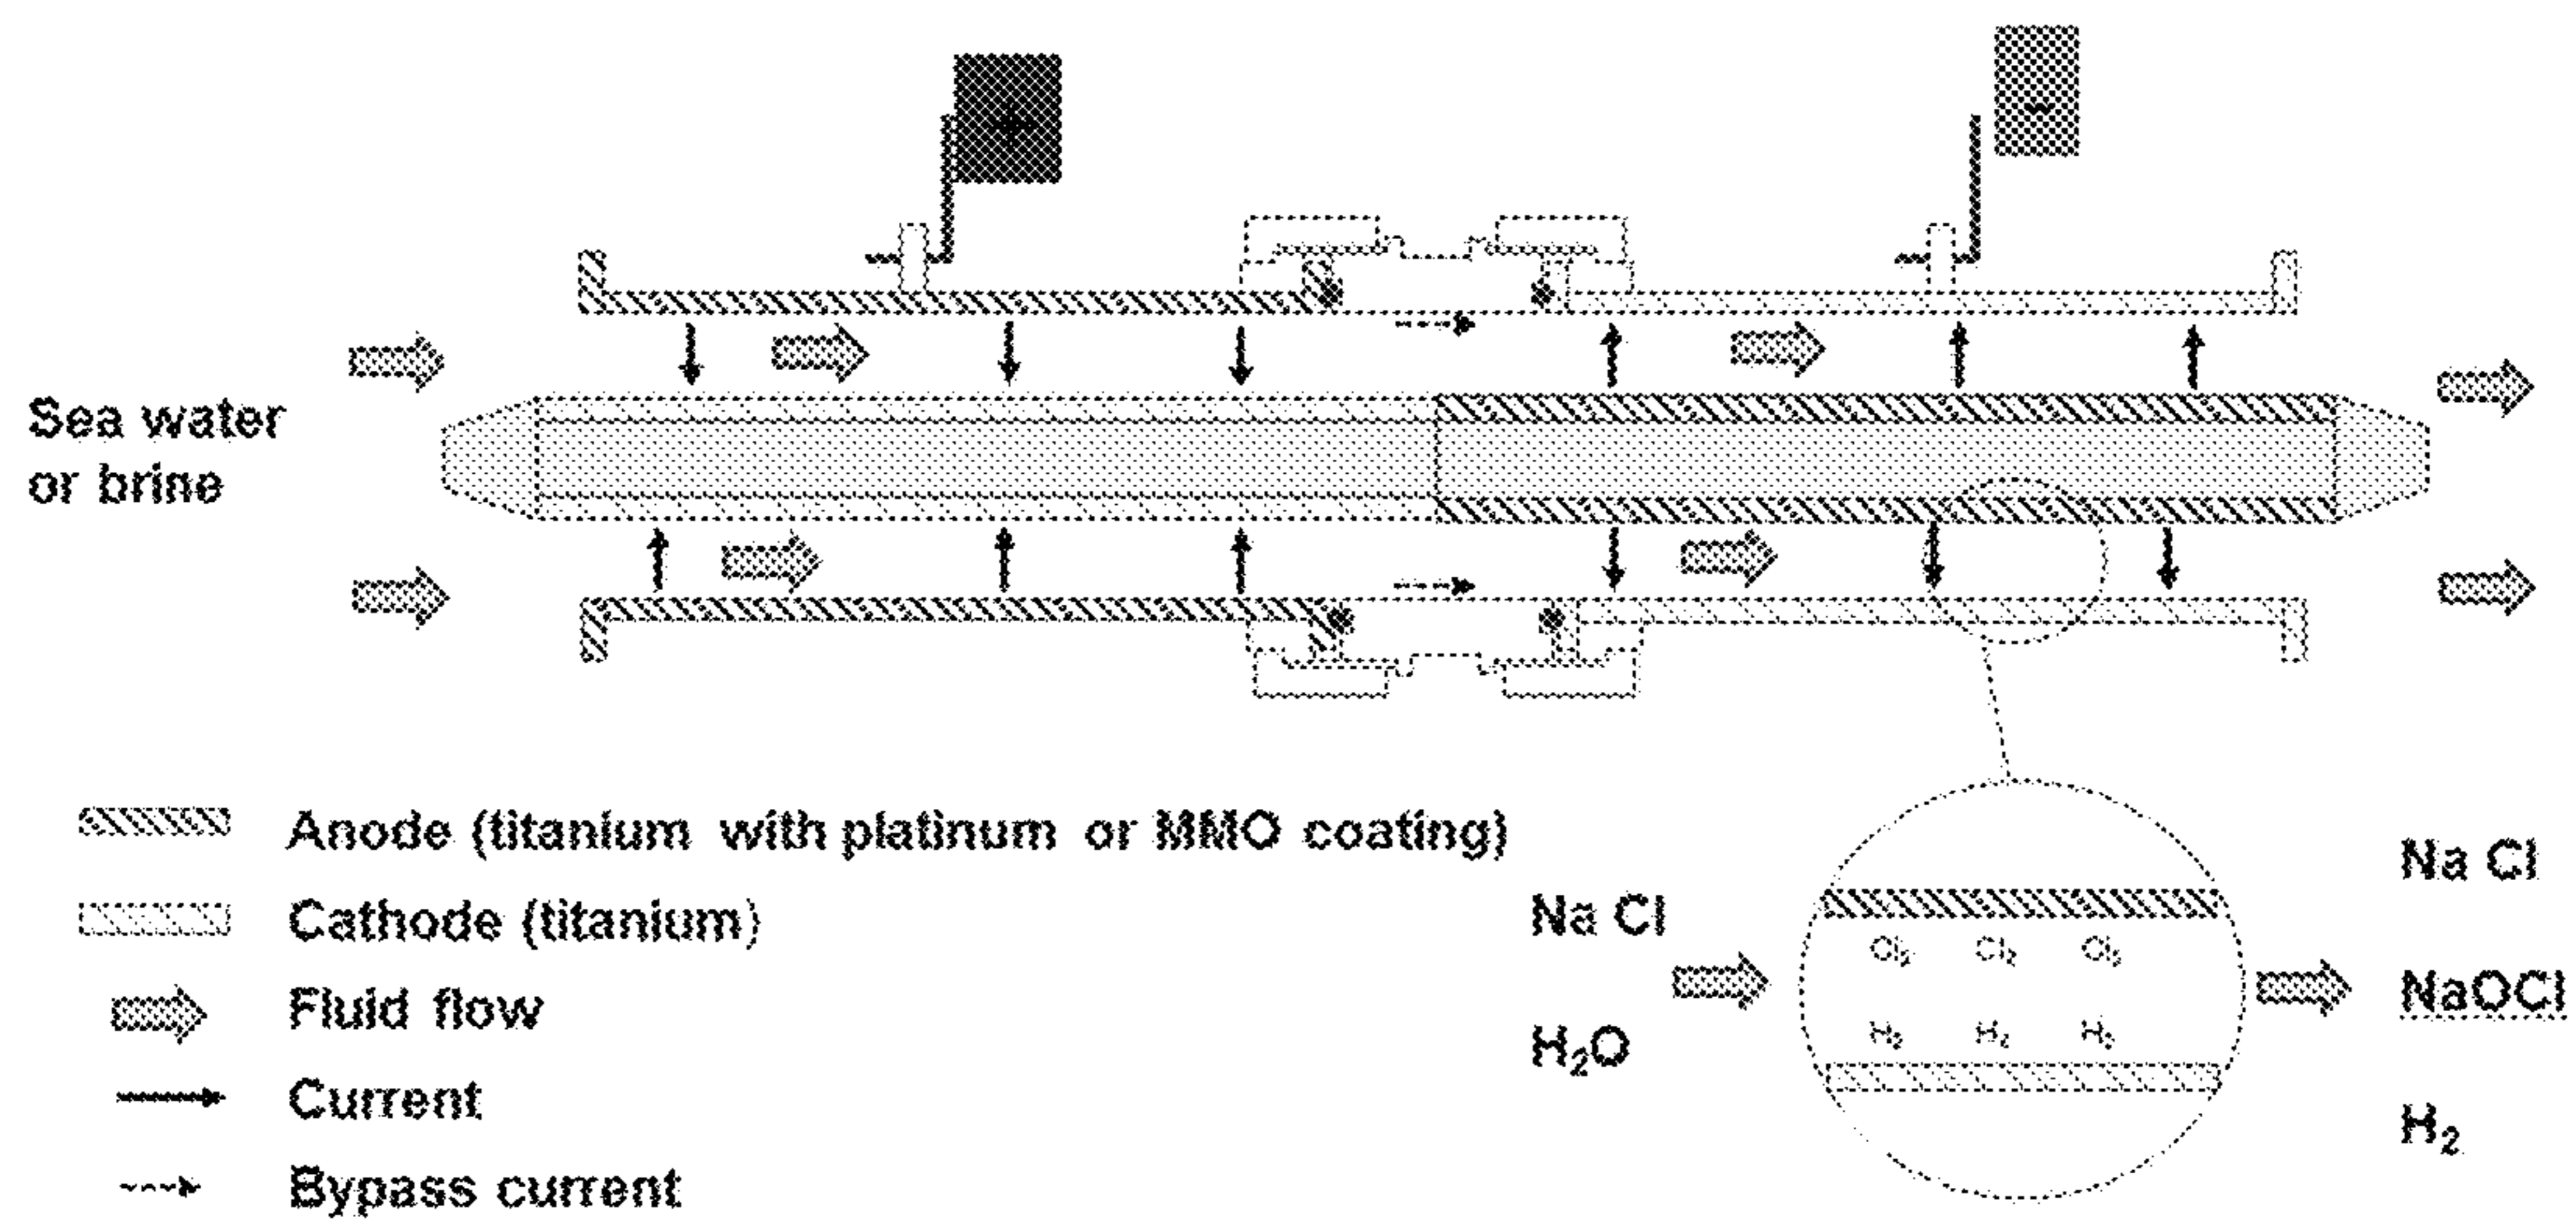 +
-
Sea water
or brine
Anode (titanium with platinum or MMO coating)
Cathode (titanium)
Fluid flow
Current
Bypass current
Na Cl
H₂O
Cl₂ Cl₂ Cl₂
H₂ H₂ H₂
Na Cl
NaOCl
H₂